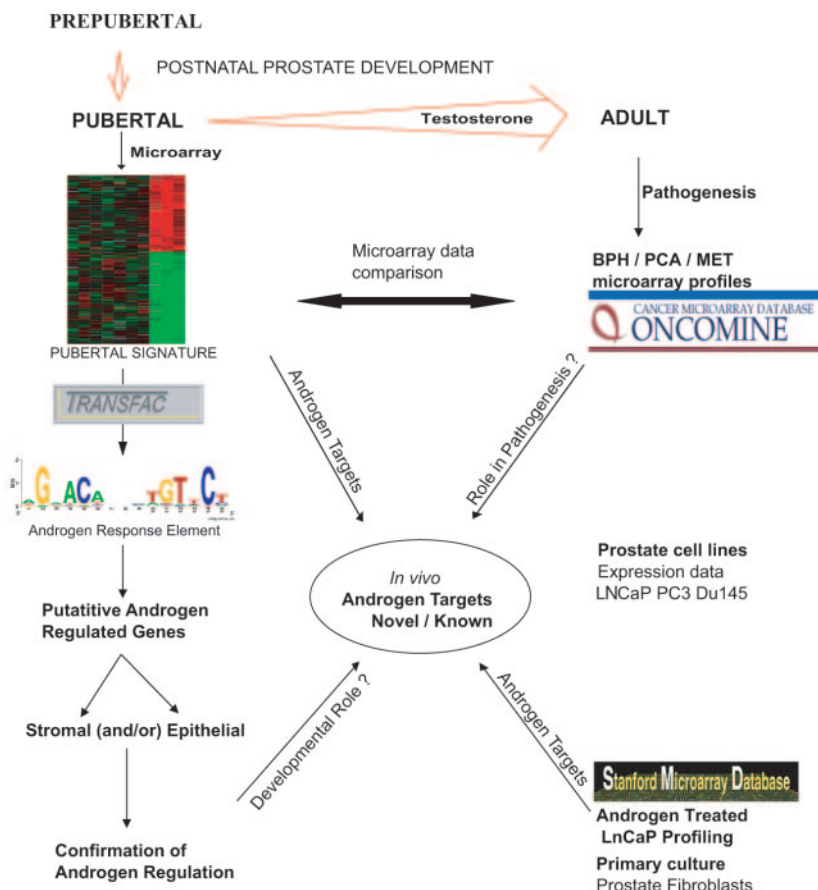 PREPUBERTAL
POSTNATAL PROSTATE DEVELOPMENT
PUBERTAL
Testosterone
ADULT
Microarray
Pathogenesis
Microarray data
comparison
BPH / PCA / MET
microarray profiles
CANCER MICROARRAY DATABASE
ONCOMINE
PUBERTAL SIGNATURE
TRANSFAC
Androgen Targets
Role in Pathogenesis ?
Androgen Response Element
In vivo
Androgen Targets
Novel / Known
Prostate cell lines
Expression data
LNCaP PC3 Du145
Putatitive Androgen
Regulated Genes
Stromal (and/or) Epithelial
Developmental Role ?
Androgen Targets
Stanford Microarray Database
Androgen Treated
LnCaP Profiling
Primary culture
Prostate Fibroblasts
Confirmation of
Androgen Regulation